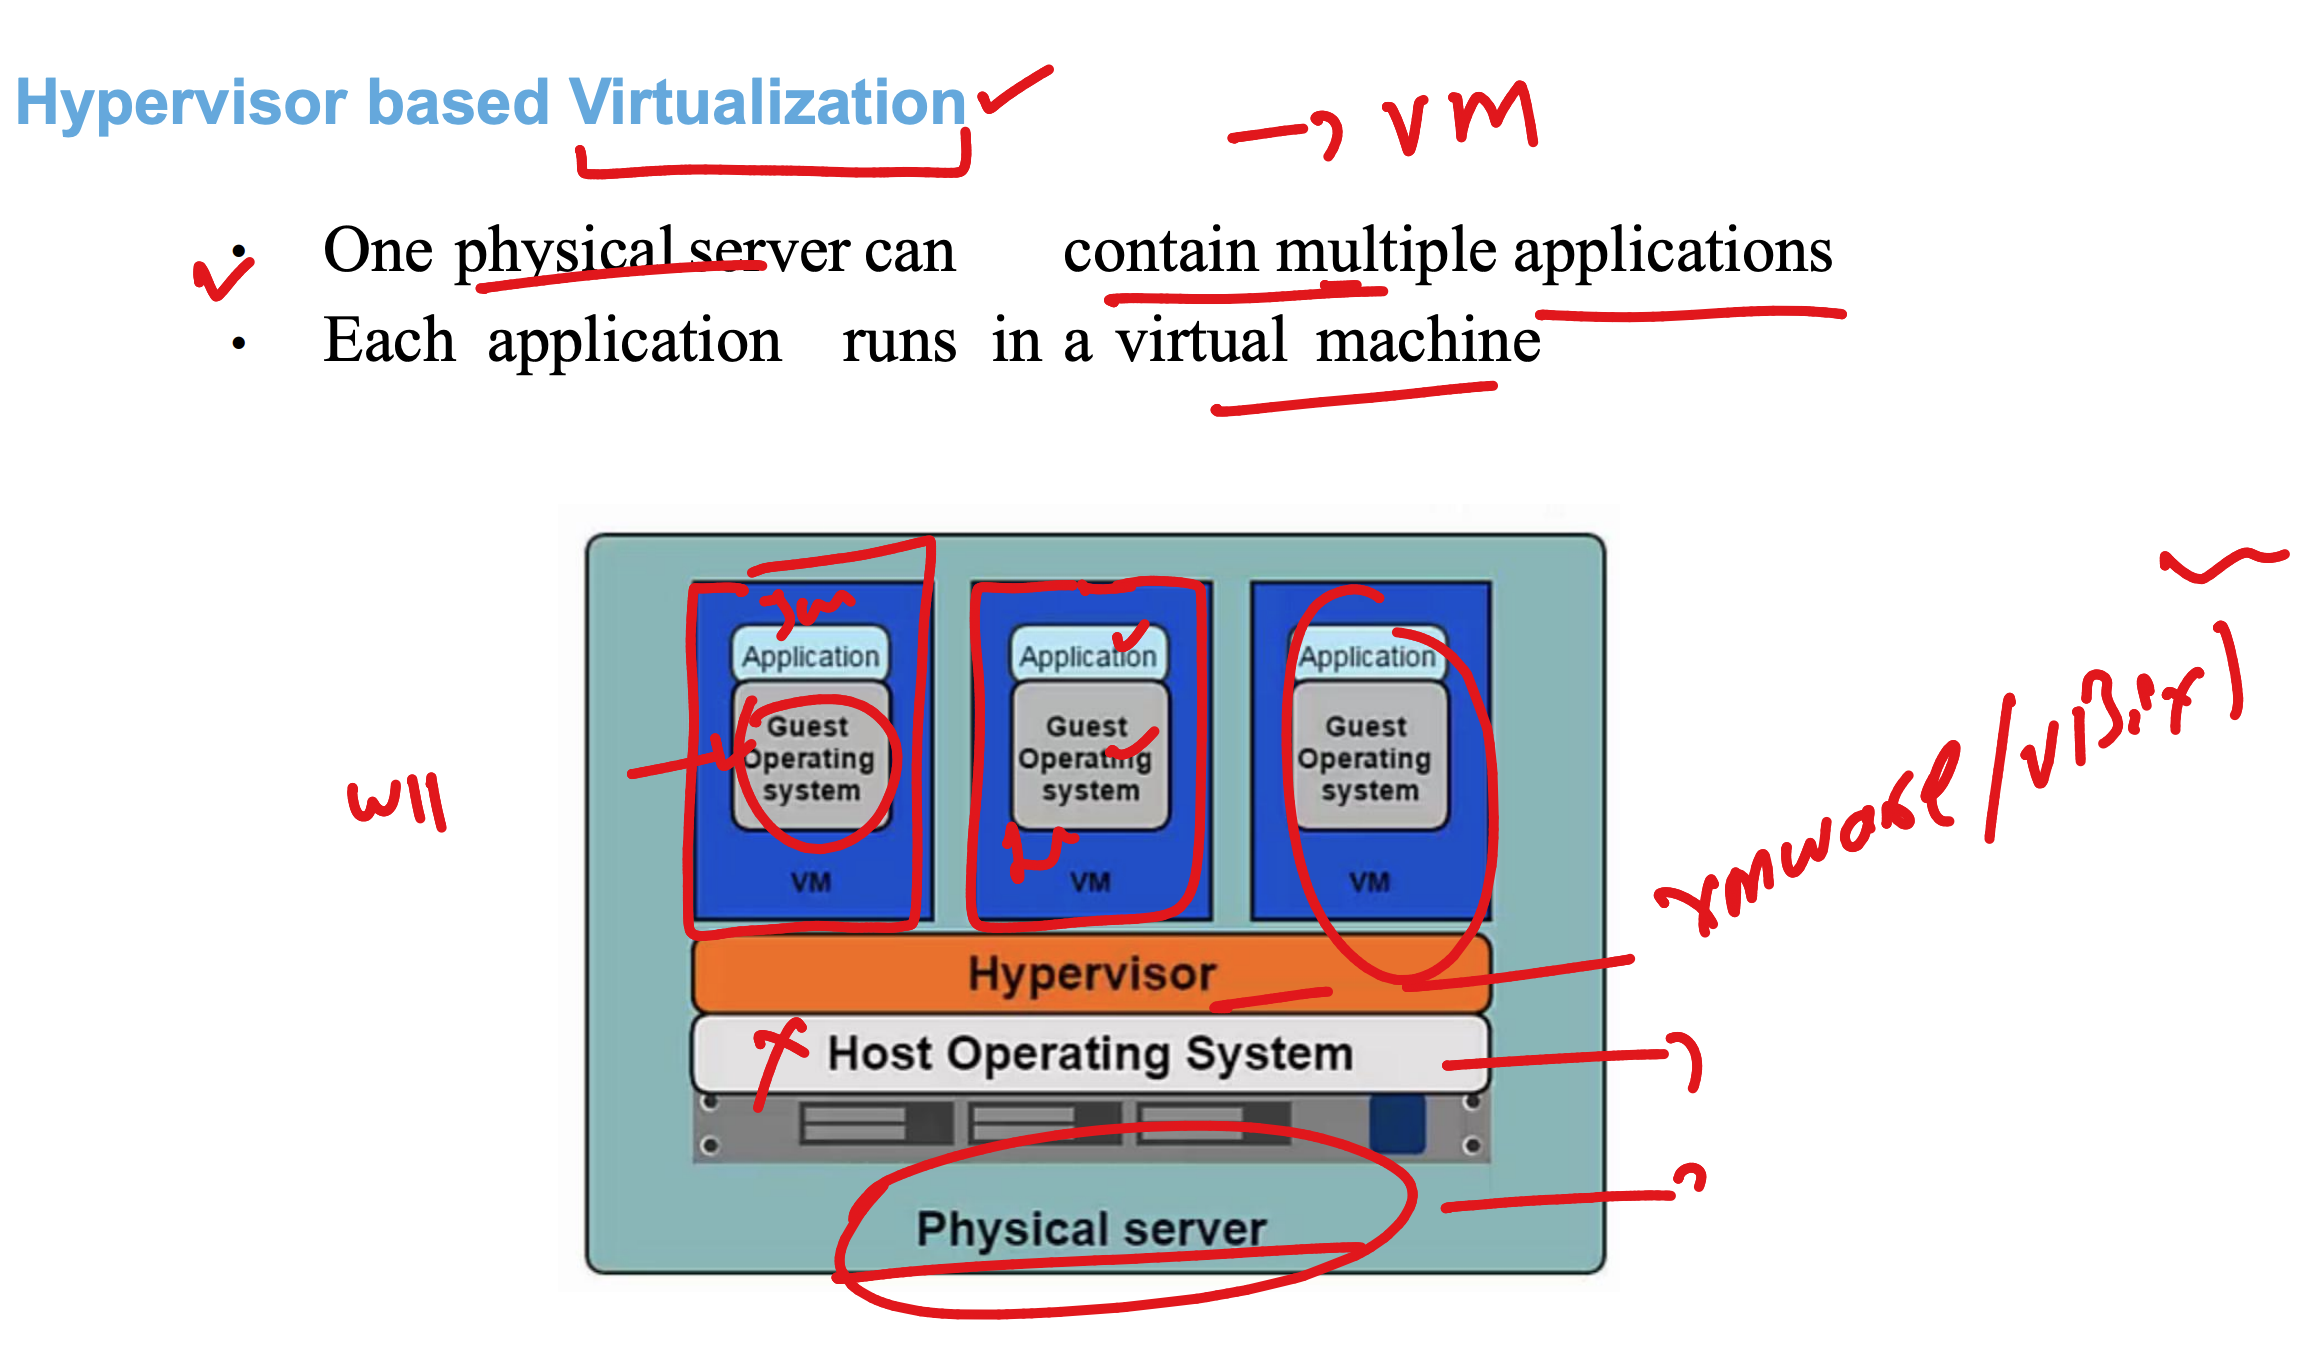 Hypervisor based Virtualization
→ VM
• One physical server can contain multiple applications
• Each application runs in a virtual machine
Application Application Application
Guest Guest Guest
Operating Operating Operating
system system system
W11
VM VM VM
vmware/
Hypervisor
Host Operating System
Physical server